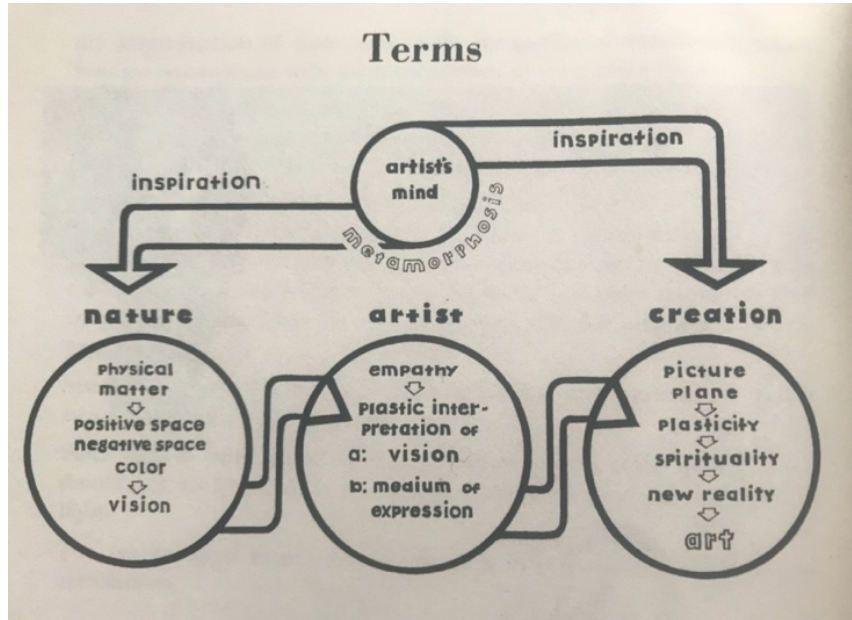 Terms
inspiration
artist's
mind
metamorphosis
inspiration
nature
physical
matter
positive space
negative space
color
vision
artist
empathy
plastic inter-
pretation of
a: vision
b: medium of
expression
creation
picture
plane
plasticity
spirituality
new reality
art